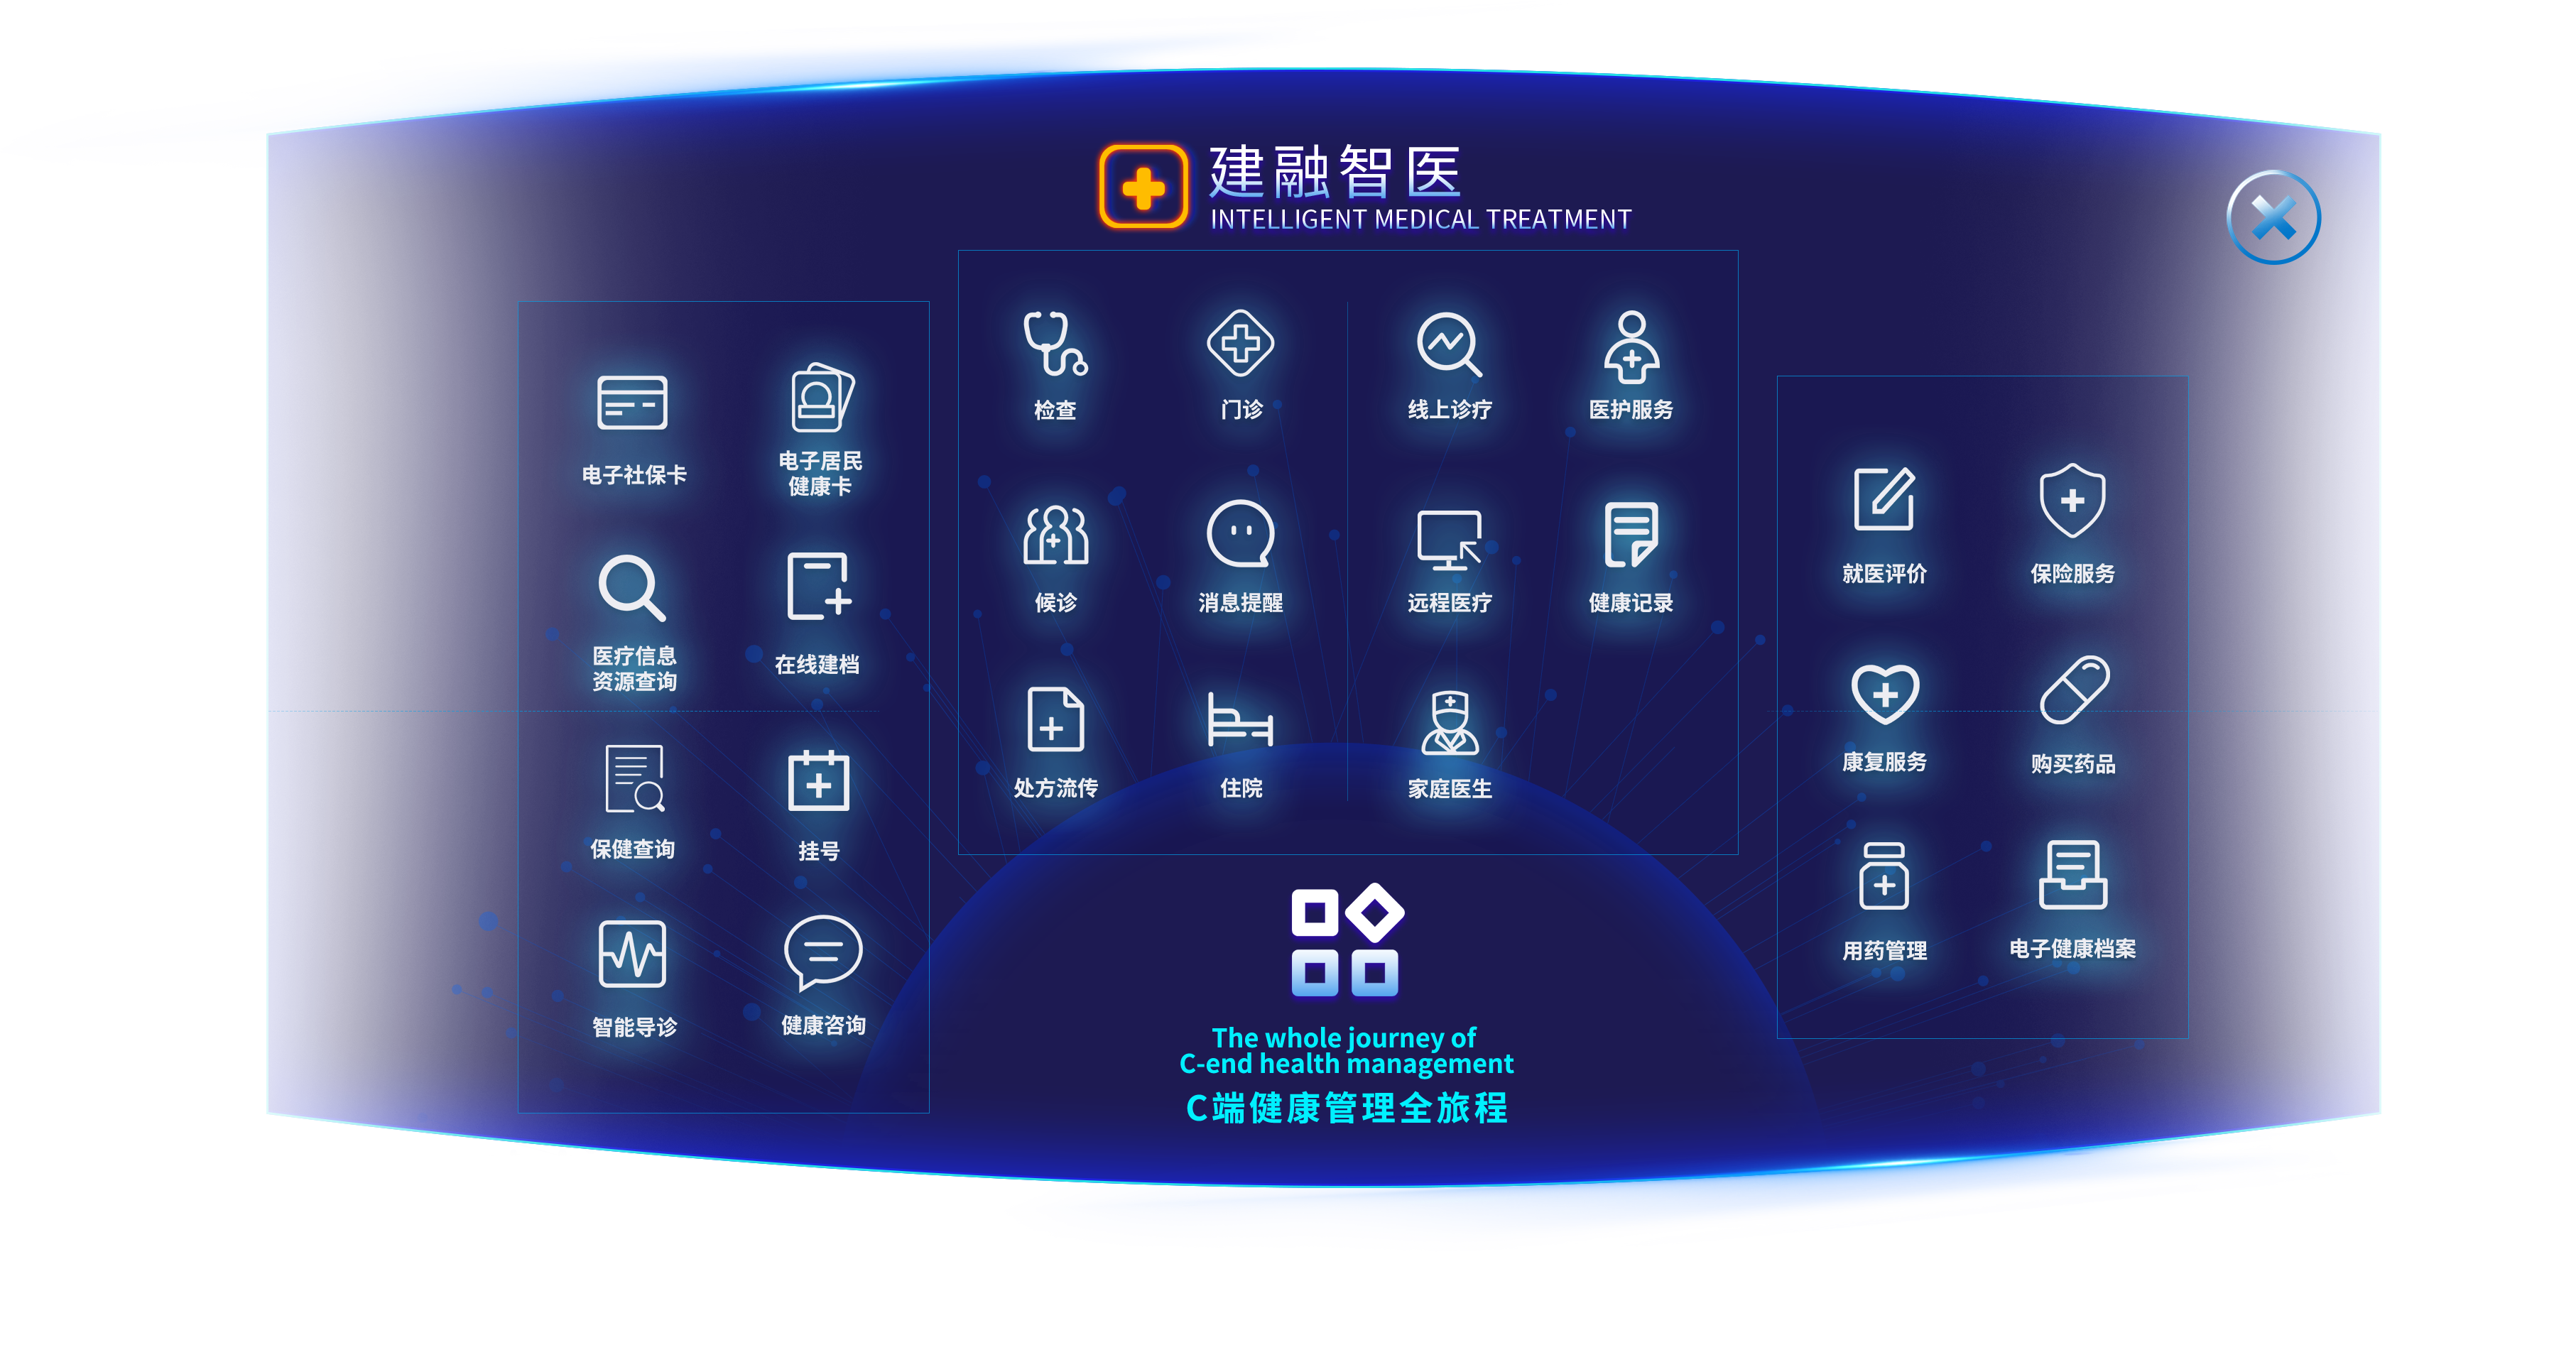 建融智医
INTELLIGENT MEDICAL TREATMENT
电子社保卡
电子居民
健康卡
医疗信息
资源查询
在线建档
保健查询
挂号
智能导诊
健康咨询
检查
门诊
线上诊疗
医护服务
候诊
消息提醒
远程医疗
健康记录
处方流传
住院
家庭医生
就医评价
保险服务
康复服务
购买药品
用药管理
电子健康档案
The whole journey of
C-end health management
C端健康管理全旅程